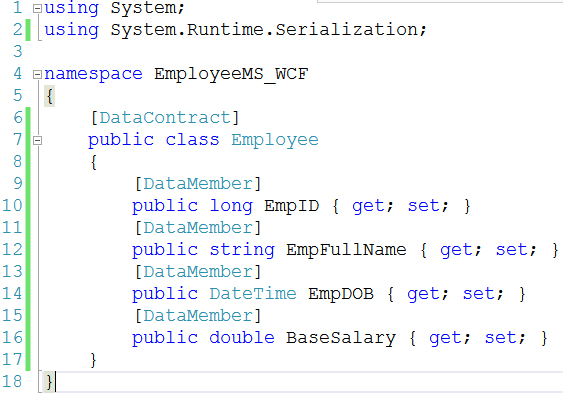 1 using System;
2 using System.Runtime.Serialization;
3
4 namespace EmployeeMS_WCF
5 {
6     [DataContract]
7     public class Employee
8     {
9         [DataMember]
10         public long EmpID { get; set; }
11         [DataMember]
12         public string EmpFullName { get; set; }
13         [DataMember]
14         public DateTime EmpDOB { get; set; }
15         [DataMember]
16         public double BaseSalary { get; set; }
17     }
18 }